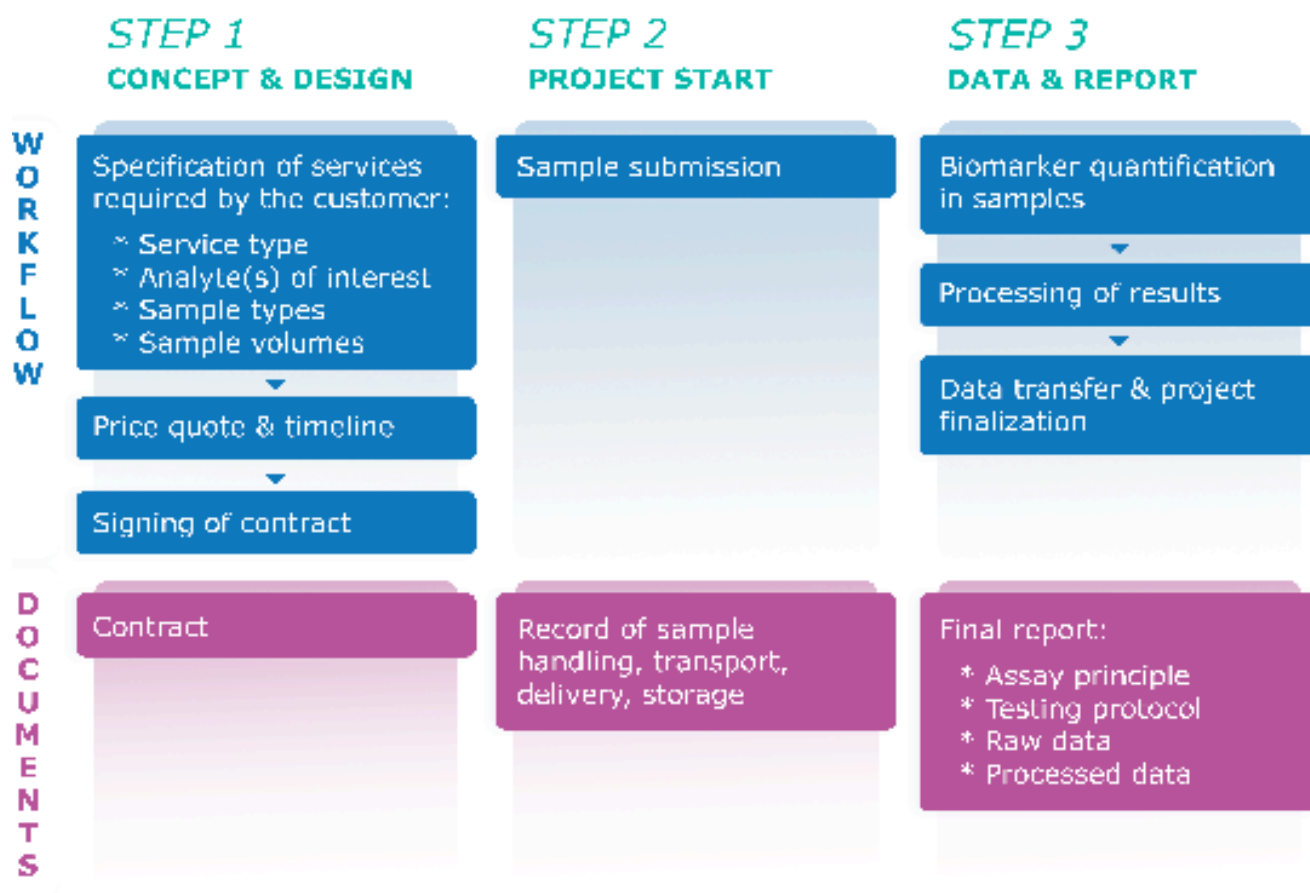 STEP 1
CONCEPT & DESIGN
STEP 2
PROJECT START
STEP 3
DATA & REPORT
WORKFLOW
Specification of services
required by the customer:
* Service type
* Analyte(s) of interest
* Sample types
* Sample volumes
Price quote & timeline
Signing of contract
Sample submission
Biomarker quantification
in samples
Processing of results
Data transfer & project
finalization
DOCUMENTS
Contract
Record of sample
handling, transport,
delivery, storage
Final report:
* Assay principle
* Testing protocol
* Raw data
* Processed data